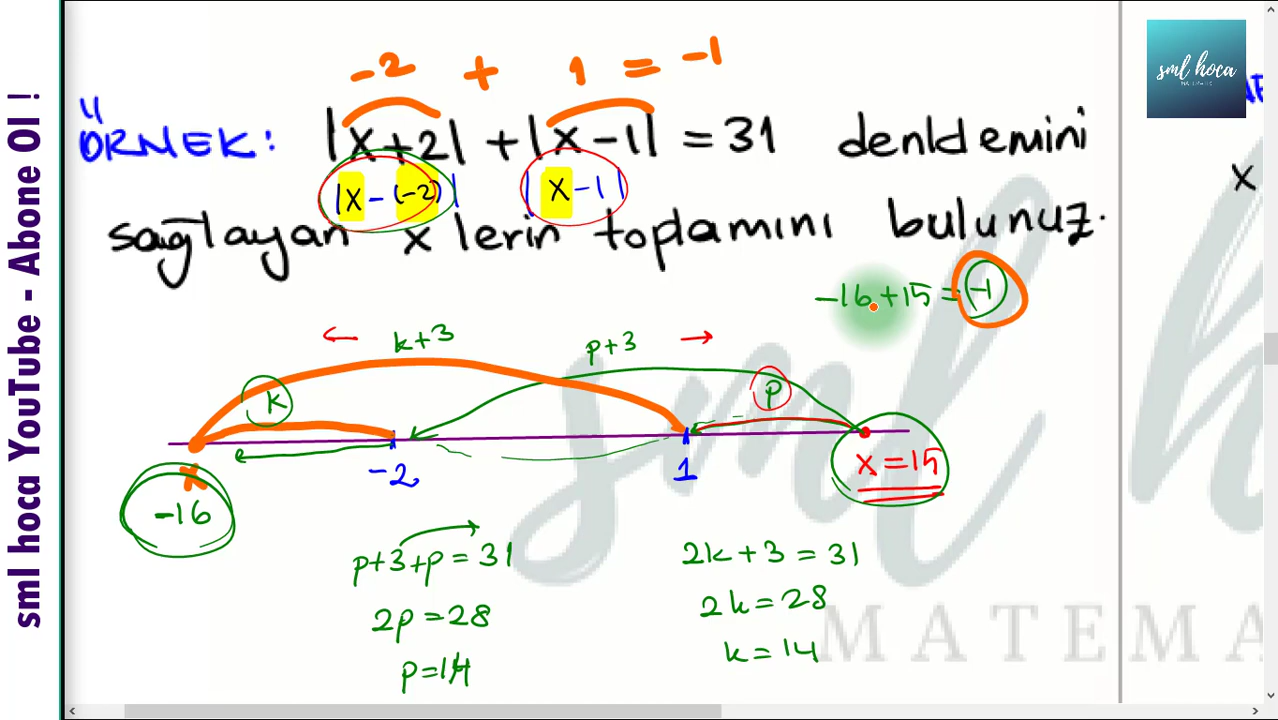 sml hoca YouTube - Abone Ol !
sml hoca
-2 + 1 = -1
ÖRNEK: |x+2| + |x-1| = 31 denklemini
|x-(-2)| |x-1|
x
sağlayan x lerin toplamını bulunuz.
-16+15 = -1
k+3 p+3
k p
-2 1 x=15
x
-16
p+3+p=31 2k+3=31
2p=28 2k=28
p=14 k=14
sml h
MATEMA